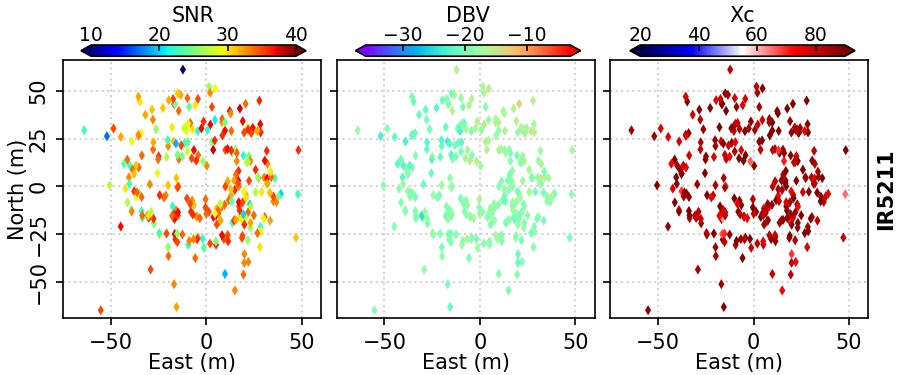 SNR DBV Xc
10 20 30 40 −30 −20 −10 20 40 60 80
50
25
0
−25
−50
North (m)
−50 0 50 −50 0 50 −50 0 50
East (m) East (m) East (m)
IR5211